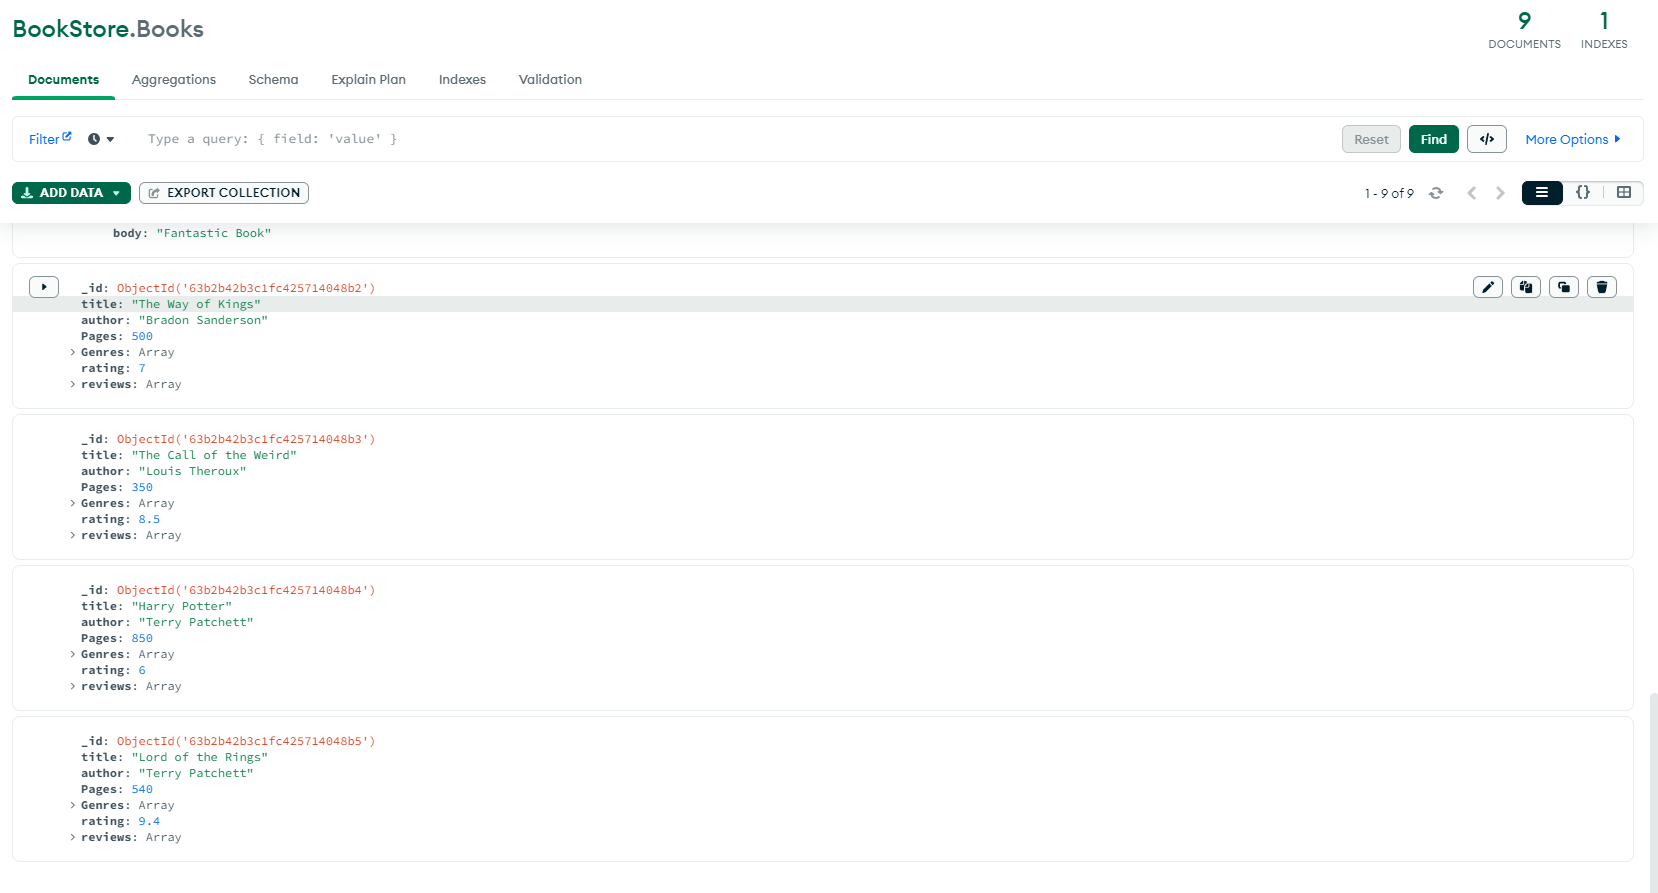 BookStore.Books
9
DOCUMENTS
1
INDEXES
Documents Aggregations Schema Explain Plan Indexes Validation
Filter Type a query: { field: 'value' } Reset Find </> More Options
ADD DATA EXPORT COLLECTION 1 - 9 of 9 {}
body: "Fantastic Book"
_id: ObjectId('63b2b42b3c1fc425714048b2')
title: "The Way of Kings"
author: "Bradon Sanderson"
Pages: 500
Genres: Array
rating: 7
reviews: Array
_id: ObjectId('63b2b42b3c1fc425714048b3')
title: "The Call of the Weird"
author: "Louis Theroux"
Pages: 350
Genres: Array
rating: 8.5
reviews: Array
_id: ObjectId('63b2b42b3c1fc425714048b4')
title: "Harry Potter"
author: "Terry Patchett"
Pages: 850
Genres: Array
rating: 6
reviews: Array
_id: ObjectId('63b2b42b3c1fc425714048b5')
title: "Lord of the Rings"
author: "Terry Patchett"
Pages: 540
Genres: Array
rating: 9.4
reviews: Array